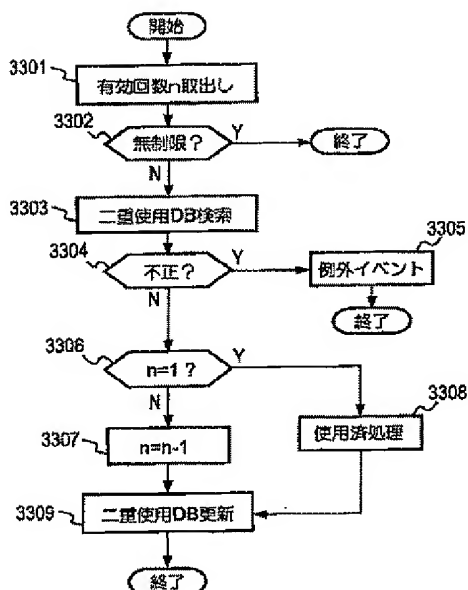 開始
3301
有効回数n取出し
3302
無制限?
Y
終了
N
3303
二重使用DB検索
3304
不正?
Y
3305
例外イベント
N
終了
3306
n=1 ?
Y
N
3307
n=n-1
3308
使用済処理
3309
二重使用DB更新
終了